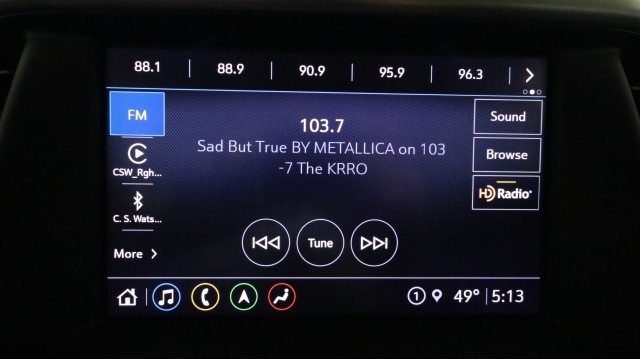 88.1 | 88.9 | 90.9 | 95.9 | 96.3
FM
103.7
Sad But True BY METALLICA on 103
-7 The KRRO
Sound
Browse
HD Radio
CSW_Rgh...
C. S. Wats...
More
Tune
1
49° | 5:13